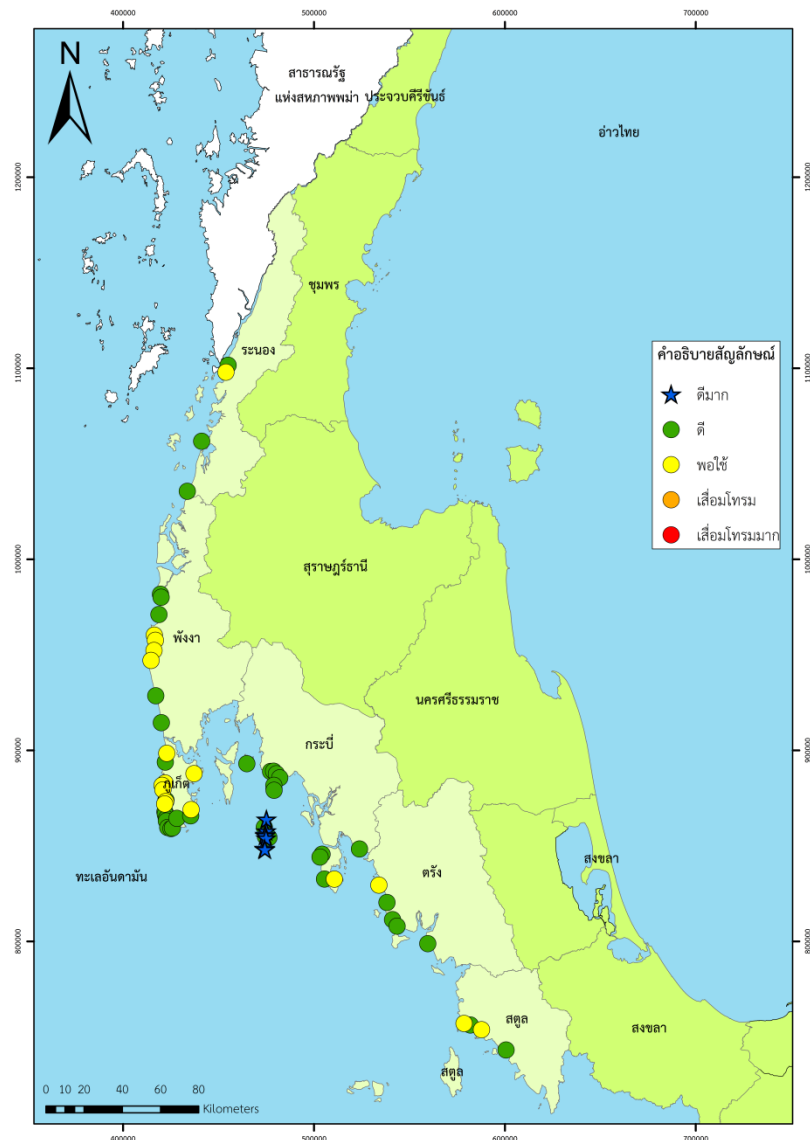 400000 500000 600000 700000
N
สาธารณรัฐ
แห่งสหภาพพม่า
ประจวบคีรีขันธ์
อ่าวไทย
1200000 1200000
ชุมพร
ระนอง
คำอธิบายสัญลักษณ์
1100000 1100000
ดีมาก
ดี
พอใช้
เสื่อมโทรม
เสื่อมโทรมมาก
1000000 1000000
สุราษฎร์ธานี
พังงา
นครศรีธรรมราช
กระบี่
900000 900000
ภูเก็ต
สงขลา
ตรัง
ทะเลอันดามัน
800000 800000
สตูล
สงขลา
สตูล
0 10 20 40 60 80
Kilometers
400000 500000 600000 700000